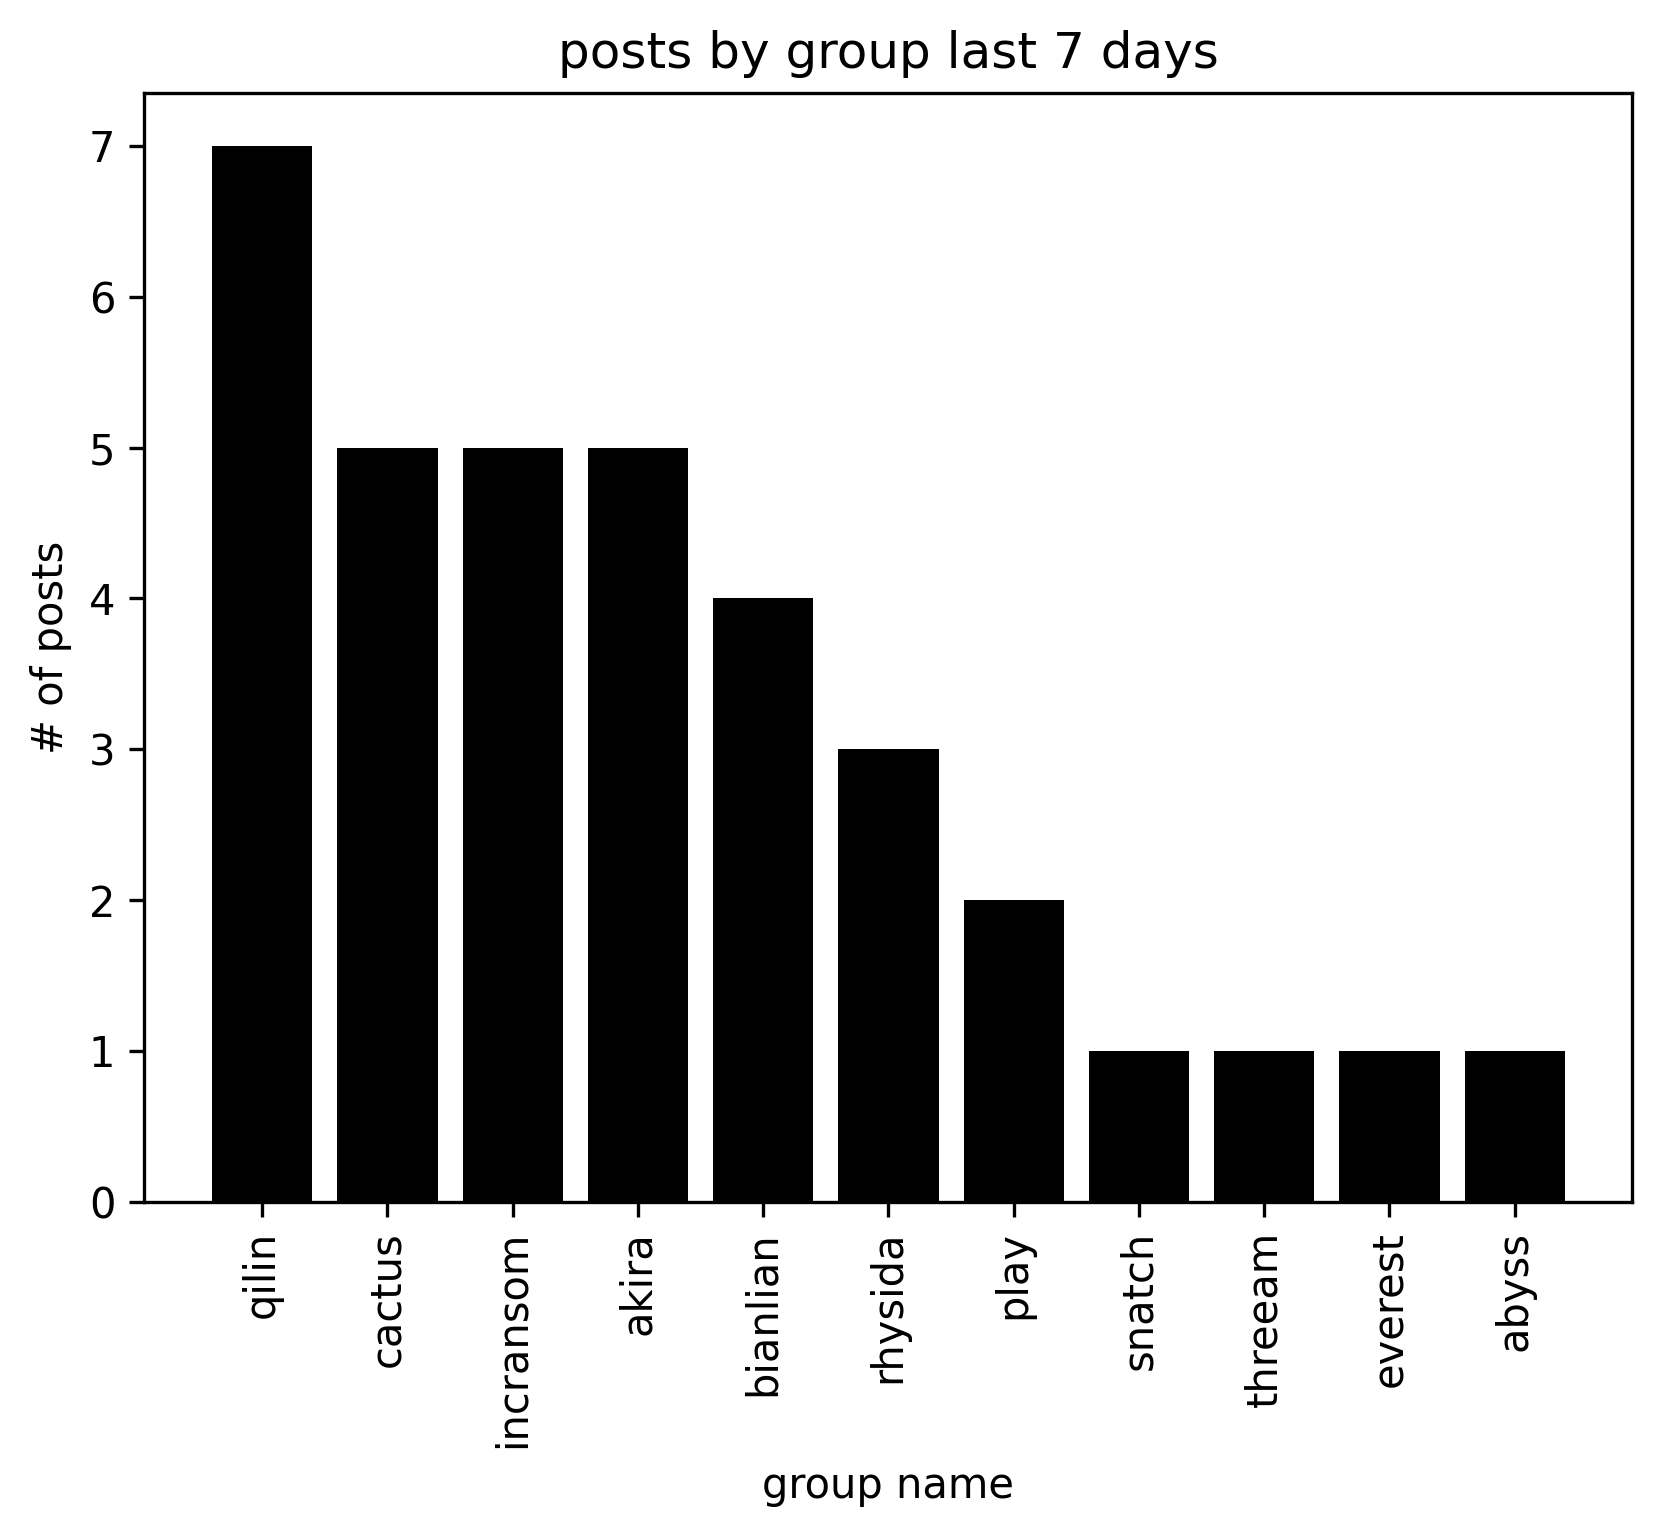 posts by group last 7 days
# of posts
7
6
5
4
3
2
1
0
qilin
cactus
incransom
akira
bianlian
rhysida
play
snatch
threeam
everest
abyss
group name